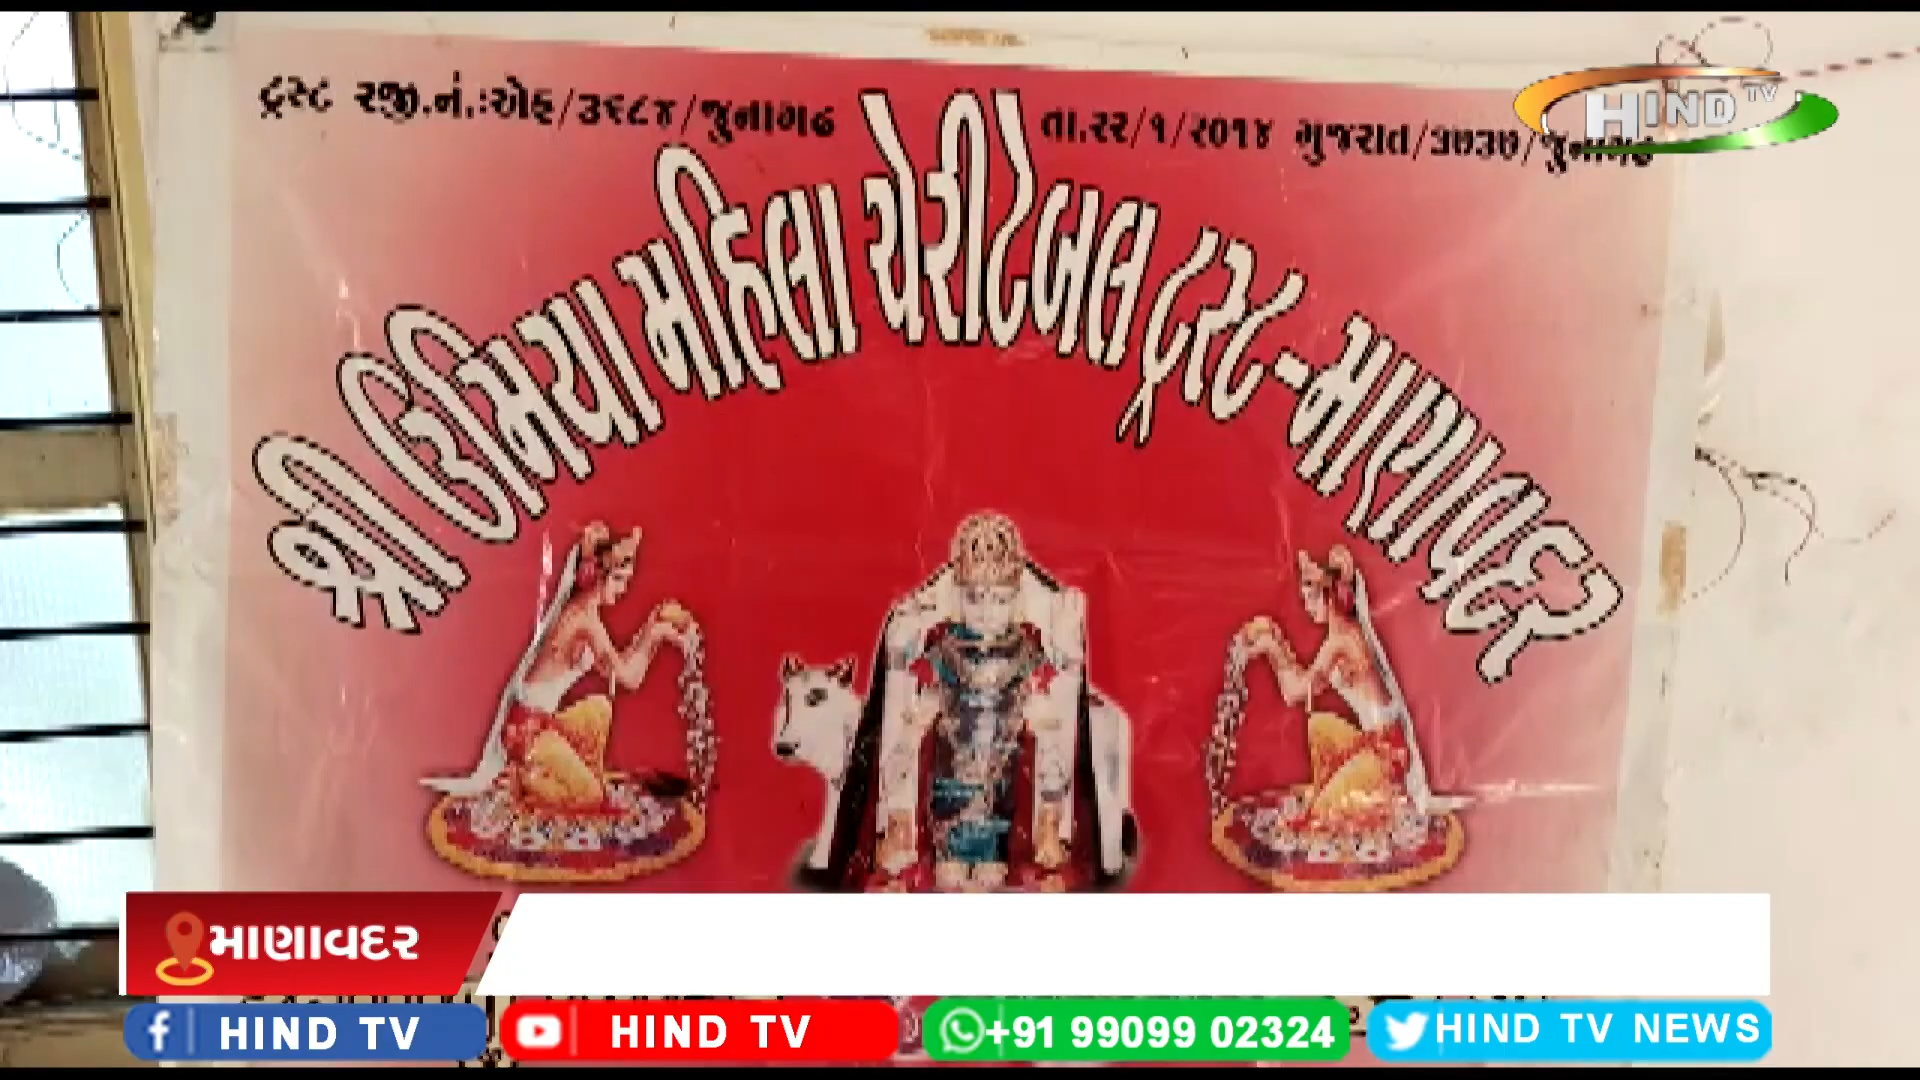 ટ્રસ્ટ રજી.નં.:એફ/૩૬૮૪/જુનાગઢ
તા.૨૨/૧/૨૦૧૪ ગુજરાત/૩૭૩૭/જુનાગઢ
HIND TV
શ્રી ઉમિયા મહિલા ચેરીટેબલ ટ્રસ્ટ-માણાવદર
માણાવદર
HIND TV
HIND TV
+91 99099 02324
HIND TV NEWS